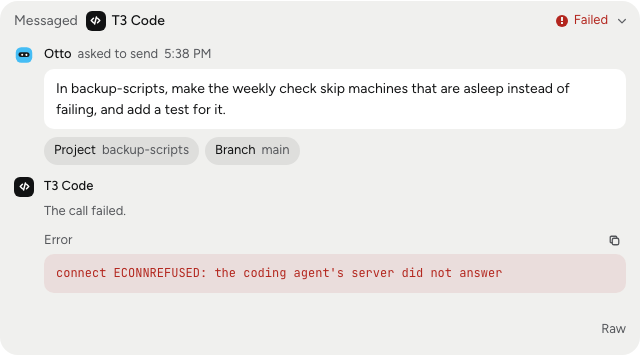 Messaged T3 Code Failed
Otto asked to send 5:38 PM
In backup-scripts, make the weekly check skip machines that are asleep instead of
failing, and add a test for it.
Project backup-scripts Branch main
T3 Code
The call failed.
Error
connect ECONNREFUSED: the coding agent's server did not answer
Raw